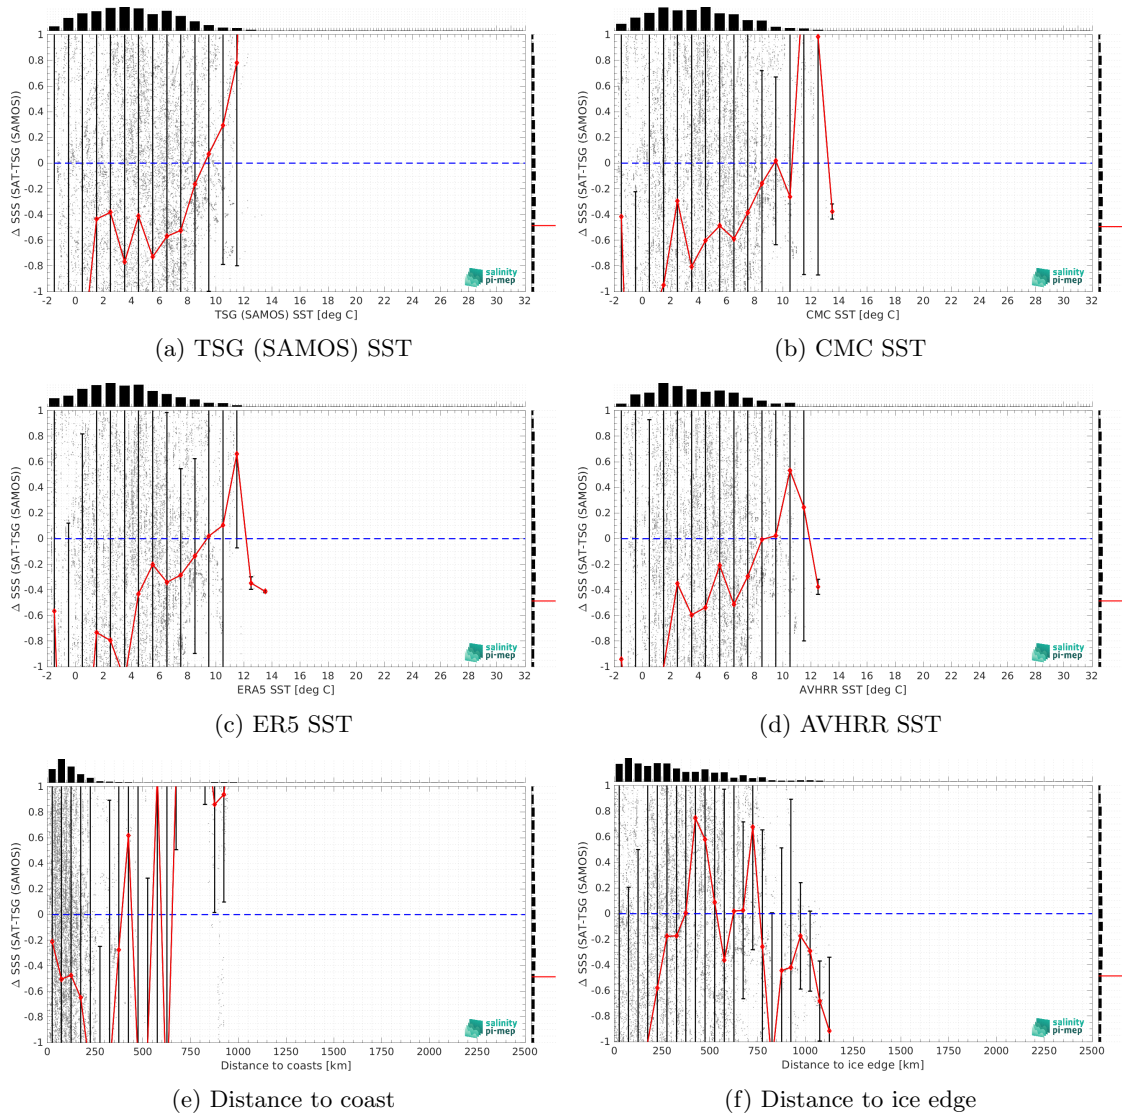 1
0.8
0.6
0.4
0.2
0
-0.2
-0.4
-0.6
-0.8
-1
Δ SSS (SAT-TSG (SAMOS))
salinity
pi-mep
-2 0 2 4 6 8 10 12 14 16 18 20 22 24 26 28 30 32
TSG (SAMOS) SST [deg C]
(a) TSG (SAMOS) SST
1
0.8
0.6
0.4
0.2
0
-0.2
-0.4
-0.6
-0.8
-1
Δ SSS (SAT-TSG (SAMOS))
salinity
pi-mep
-2 0 2 4 6 8 10 12 14 16 18 20 22 24 26 28 30 32
CMC SST [deg C]
(b) CMC SST
1
0.8
0.6
0.4
0.2
0
-0.2
-0.4
-0.6
-0.8
-1
Δ SSS (SAT-TSG (SAMOS))
salinity
pi-mep
-2 0 2 4 6 8 10 12 14 16 18 20 22 24 26 28 30 32
ERA5 SST [deg C]
(c) ER5 SST
1
0.8
0.6
0.4
0.2
0
-0.2
-0.4
-0.6
-0.8
-1
Δ SSS (SAT-TSG (SAMOS))
salinity
pi-mep
-2 0 2 4 6 8 10 12 14 16 18 20 22 24 26 28 30 32
AVHRR SST [deg C]
(d) AVHRR SST
1
0.8
0.6
0.4
0.2
0
-0.2
-0.4
-0.6
-0.8
-1
Δ SSS (SAT-TSG (SAMOS))
salinity
pi-mep
0 250 500 750 1000 1250 1500 1750 2000 2250 2500
Distance to coasts [km]
(e) Distance to coast
1
0.8
0.6
0.4
0.2
0
-0.2
-0.4
-0.6
-0.8
-1
Δ SSS (SAT-TSG (SAMOS))
salinity
pi-mep
0 250 500 750 1000 1250 1500 1750 2000 2250 2500
Distance to ice edge [km]
(f) Distance to ice edge